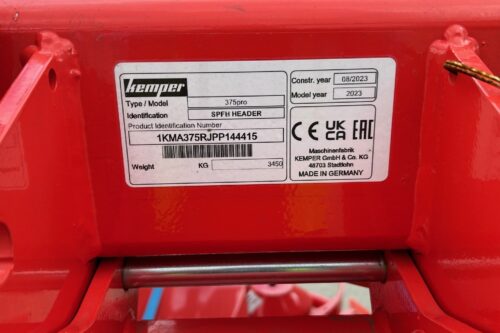 Kemper
Type / Model 375pro
Identification SPFH HEADER
Product Identification Number
1KMA375RJPP144415
Weight KG 3450
Constr. year 08/2023
Model year 2023
CE UK CA EAC
Maschinenfabrik
KEMPER GmbH & Co. KG
48703 Stadtlohn
MADE IN GERMANY